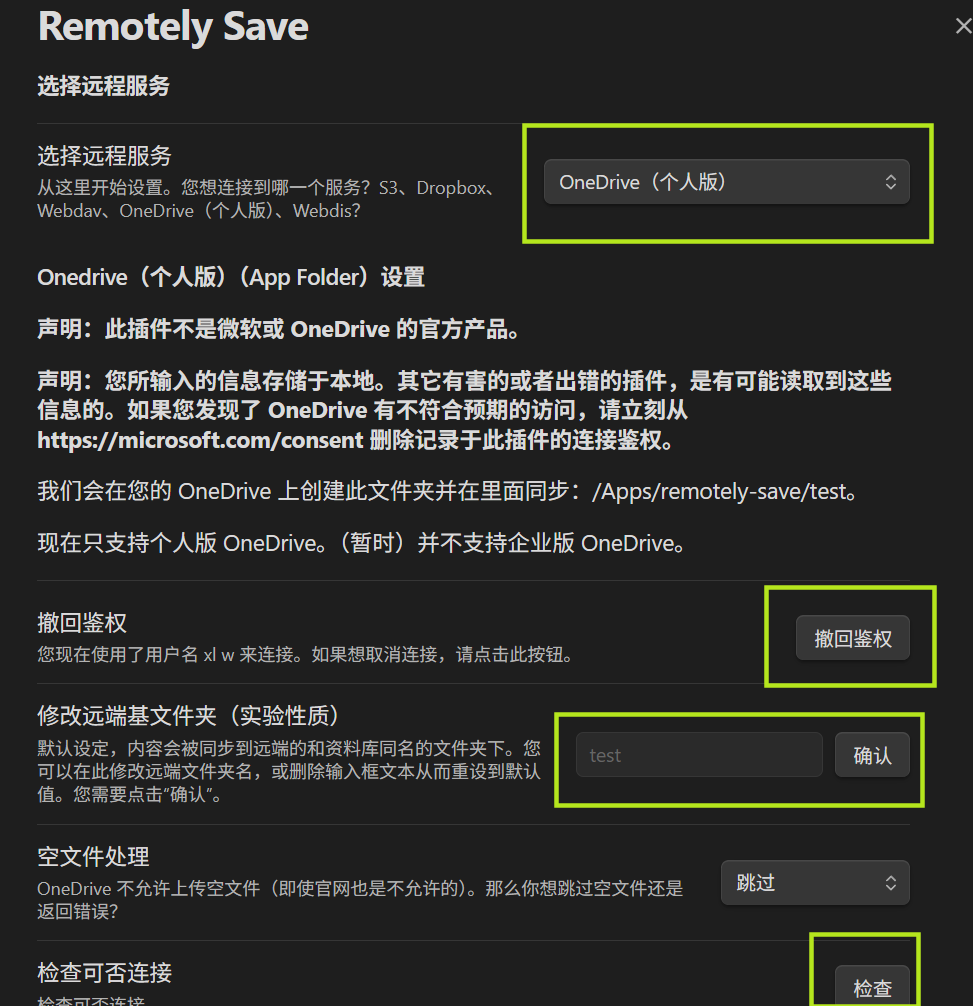 Remotely Save
选择远程服务
选择远程服务
从这里开始设置。您想连接到哪一个服务？S3、Dropbox、
Webdav、OneDrive（个人版）、Webdis？
OneDrive（个人版）
Onedrive（个人版）（App Folder）设置
声明：此插件不是微软或 OneDrive 的官方产品。
声明：您所输入的信息存储于本地。其它有害的或者出错的插件，是有可能读取到这些
信息的。如果您发现了 OneDrive 有不符合预期的访问，请立刻从
https://microsoft.com/consent 删除记录于此插件的连接鉴权。
我们会在您的 OneDrive 上创建此文件夹并在里面同步：/Apps/remotely-save/test。
现在只支持个人版 OneDrive。（暂时）并不支持企业版 OneDrive。
撤回鉴权
您现在使用了用户名 xl w 来连接。如果想取消连接，请点击此按钮。
撤回鉴权
修改远端基文件夹（实验性质）
默认设定，内容会被同步到远端的和资料库同名的文件夹下。您
可以在此修改远端文件夹名，或删除输入框文本从而重设到默认
值。您需要点击“确认”。
test
确认
空文件处理
OneDrive 不允许上传空文件（即使官网也是不允许的）。那么你想跳过空文件还是
返回错误？
跳过
检查可否连接
检查可否连接
检查